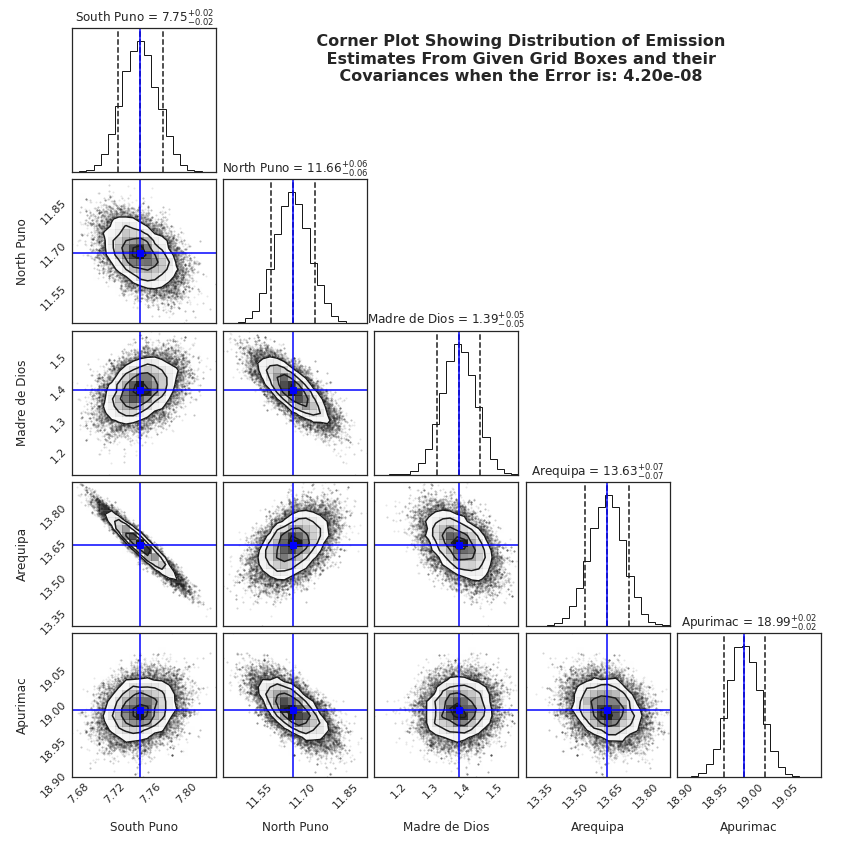 South Puno = 7.75+0.02−0.02
Corner Plot Showing Distribution of Emission
Estimates From Given Grid Boxes and their
Covariances when the Error is: 4.20e-08
North Puno = 11.66+0.06−0.06
11.85
11.70
11.55
North Puno
Madre de Dios = 1.39+0.05−0.05
1.5
1.4
1.3
1.2
Madre de Dios
Arequipa = 13.63+0.07−0.07
13.80
13.65
13.50
13.35
Arequipa
Apurimac = 18.99+0.02−0.02
19.05
19.00
18.95
18.90
Apurimac
7.68 7.72 7.76 7.80 11.55 11.70 11.85 1.2 1.3 1.4 1.5 13.35 13.50 13.65 13.80 18.90 18.95 19.00 19.05
South Puno North Puno Madre de Dios Arequipa Apurimac